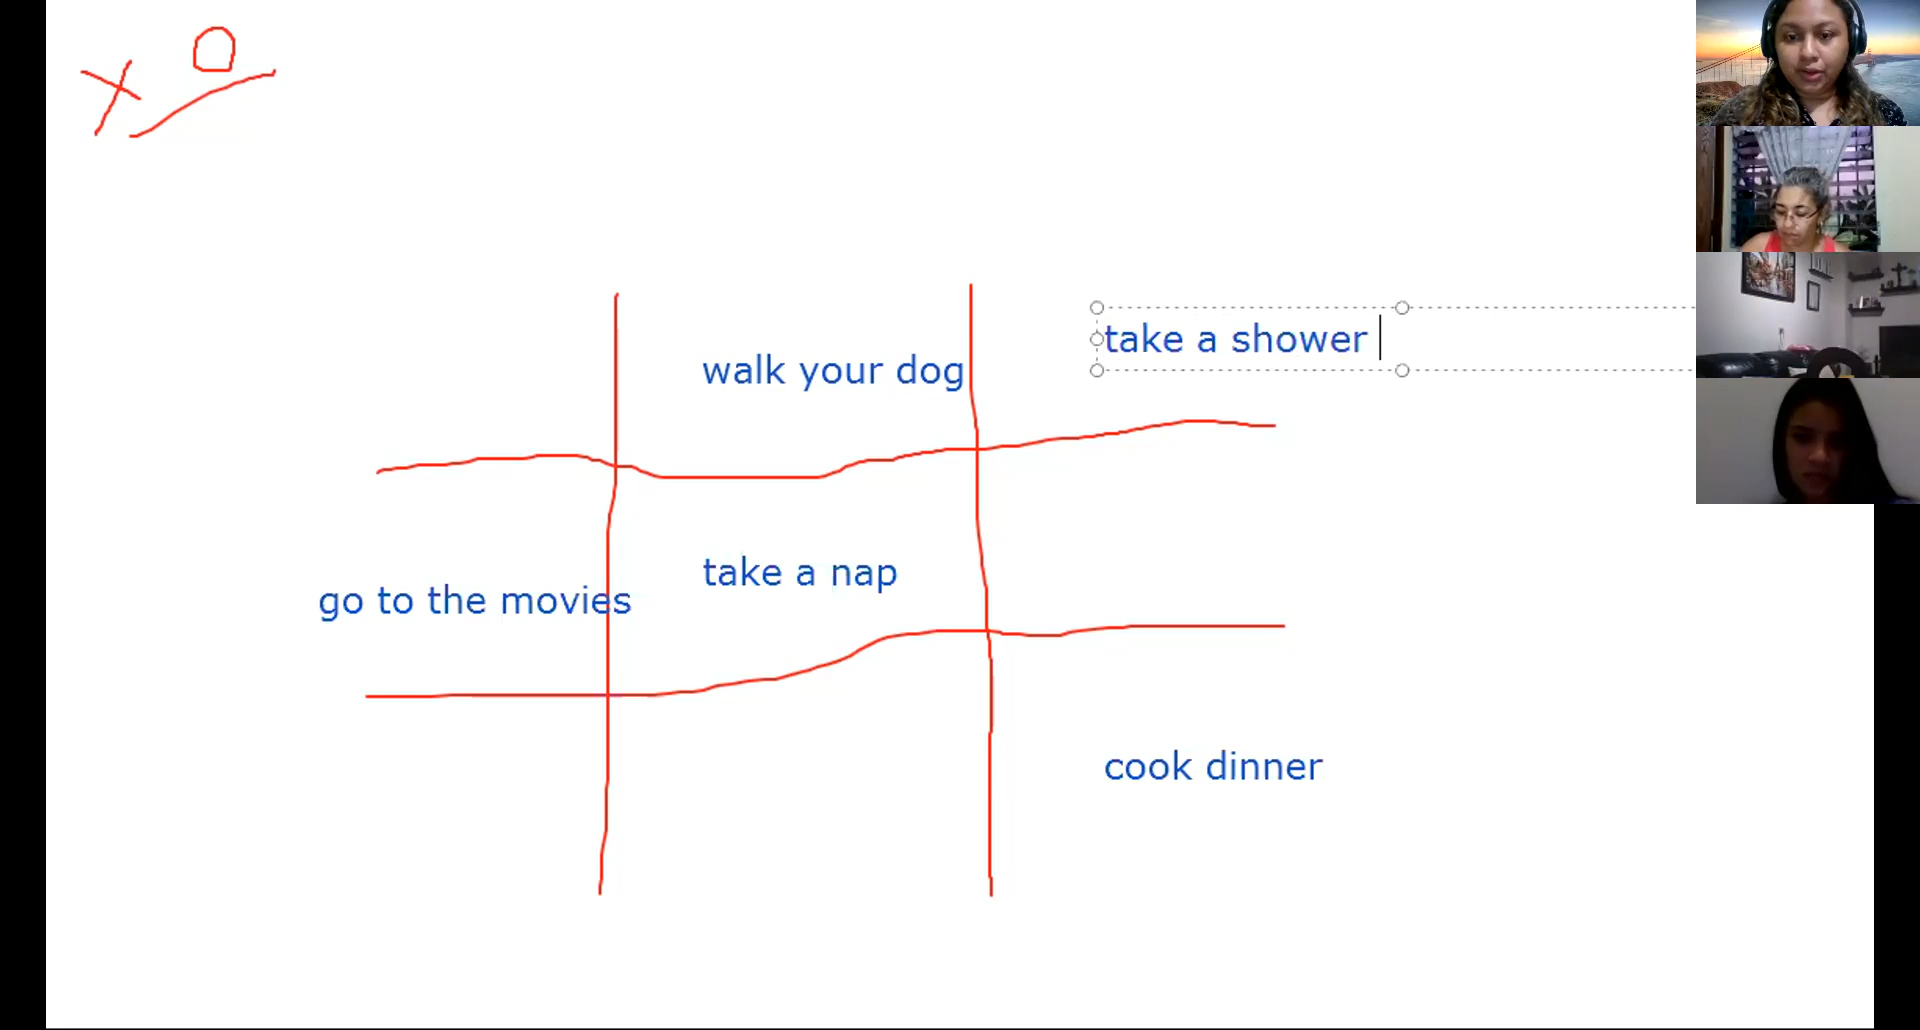 X O
walk your dog
take a shower
go to the movies
take a nap
cook dinner